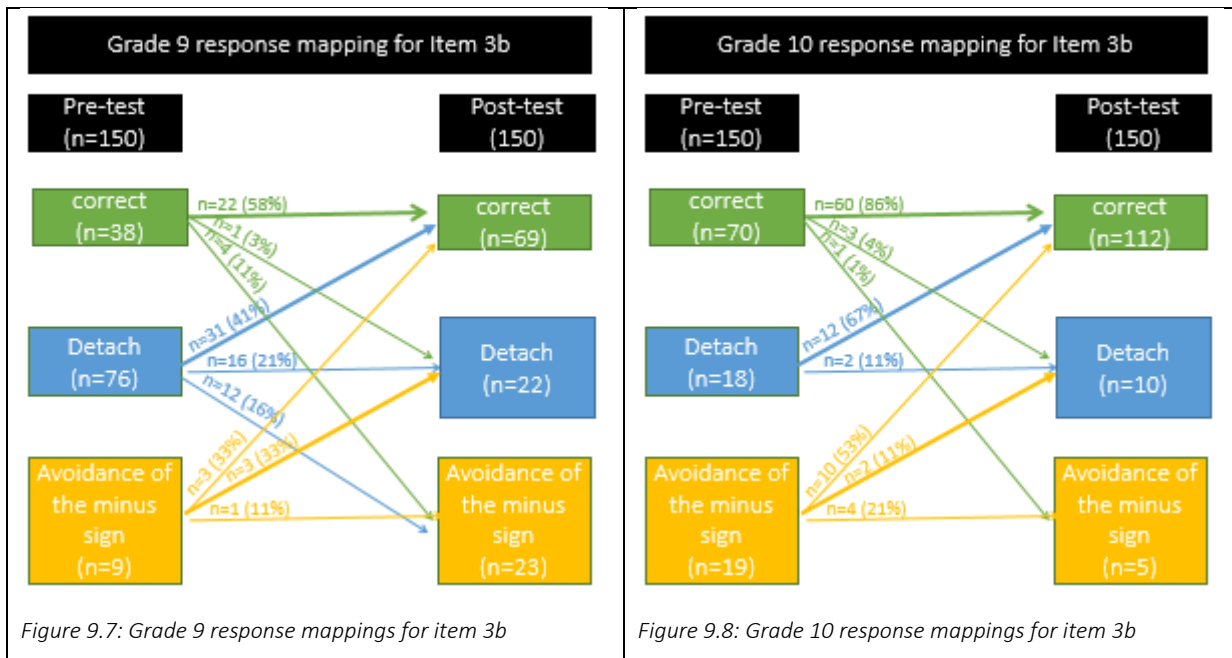 Grade 9 response mapping for Item 3b
Pre-test
(n=150)
Post-test
(150)
correct
(n=38)
n=22 (58%)
n=1 (3%)
n=4 (11%)
correct
(n=69)
Detach
(n=76)
n=31 (41%)
n=16 (21%)
n=12 (16%)
Detach
(n=22)
Avoidance of
the minus
sign
(n=9)
n=3 (33%)
n=3 (33%)
n=1 (11%)
Avoidance of
the minus
sign
(n=23)
Figure 9.7: Grade 9 response mappings for item 3b
Grade 10 response mapping for Item 3b
Pre-test
(n=150)
Post-test
(150)
correct
(n=70)
n=60 (86%)
n=3 (4%)
n=1 (1%)
correct
(n=112)
Detach
(n=18)
n=12 (67%)
n=2 (11%)
Detach
(n=10)
Avoidance of
the minus
sign
(n=19)
n=10 (53%)
n=2 (11%)
n=4 (21%)
Avoidance of
the minus
sign
(n=5)
Figure 9.8: Grade 10 response mappings for item 3b